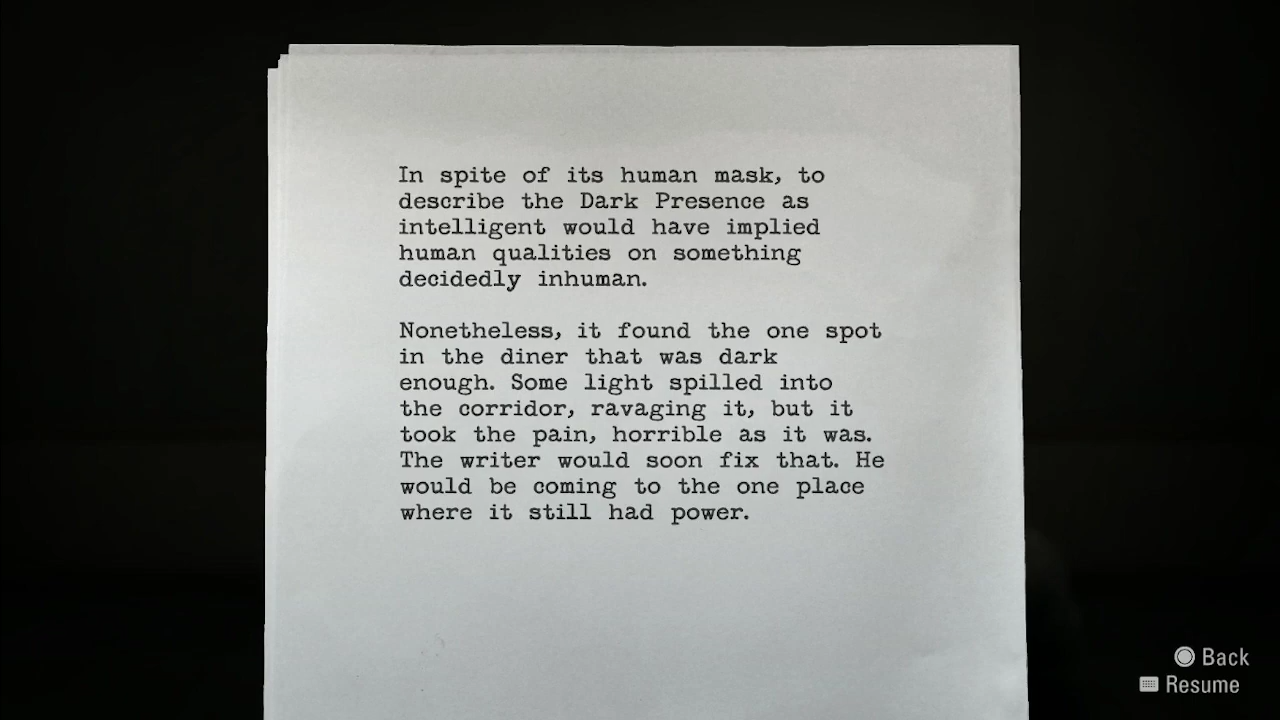 In spite of its human mask, to
describe the Dark Presence as
intelligent would have implied
human qualities on something
decidedly inhuman.
Nonetheless, it found the one spot
in the diner that was dark
enough. Some light spilled into
the corridor, ravaging it, but it
took the pain, horrible as it was.
The writer would soon fix that. He
would be coming to the one place
where it still had power.
Back
Resume